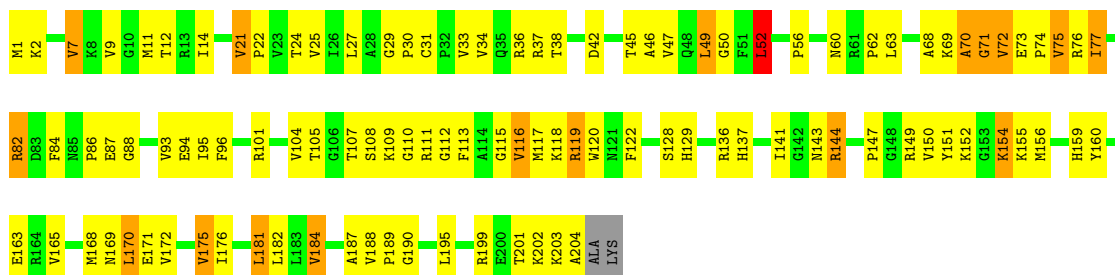 M1 K2 V7 K8 V9 G10 M11 T12 R13 I14 V21 P22 V23 T24 V25 I26 L27 A28 G29 P30 C31 P32 V33 V34 Q35 R36 R37 T38 D42 T45 A46 V47 Q48 L49 G50 F51 L52 P56 N60 R61 P62 L63 A68 K69 A70 G71 V72 E73 P74 V75 R76 I77
R82 D83 F84 N85 P86 E87 G88 V93 E94 I95 F96 R101 V104 T105 G106 T107 S108 K109 G110 R111 G112 F113 A114 G115 V116 M117 K118 R119 W120 N121 F122 S128 H129 R136 H137 I141 G142 N143 R144 P147 G148 R149 V150 Y151 K152 G153 K154 K155 M156 H159 Y160
E163 R164 V165 M168 N169 L170 E171 V172 V175 I176 L181 L182 L183 V184 A187 V188 P189 G190 L195 R199 E200 T201 K202 K203 A204 ALA LYS